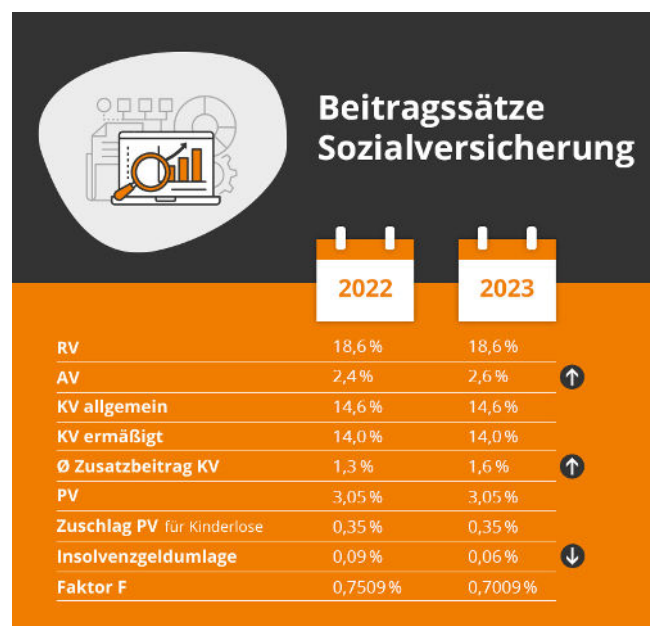 Beitragssätze
Sozialversicherung
2022 2023
RV 18,6 % 18,6 %
AV 2,4 % 2,6 %
KV allgemein 14,6 % 14,6 %
KV ermäßigt 14,0 % 14,0 %
Ø Zusatzbeitrag KV 1,3 % 1,6 %
PV 3,05 % 3,05 %
Zuschlag PV für Kinderlose 0,35 % 0,35 %
Insolvenzgeldumlage 0,09 % 0,06 %
Faktor F 0,7509 % 0,7009 %